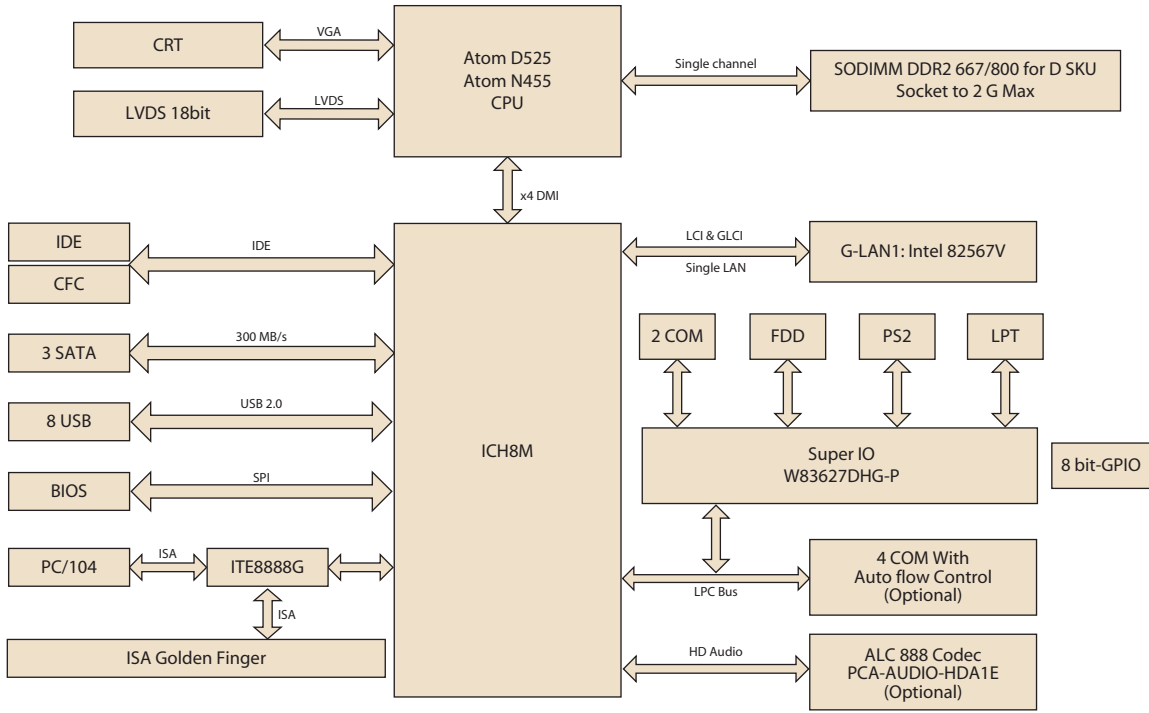 CRT
VGA
LVDS 18bit
LVDS
Atom D525
Atom N455
CPU
Single channel
SODIMM DDR2 667/800 for D SKU
Socket to 2 G Max
x4 DMI
IDE
CFC
IDE
3 SATA
300 MB/s
8 USB
USB 2.0
BIOS
SPI
PC/104
ISA
ITE8888G
ISA
ISA Golden Finger
ICH8M
LCI & GLCI
Single LAN
G-LAN1: Intel 82567V
2 COM
FDD
PS2
LPT
Super IO
W83627DHG-P
8 bit-GPIO
LPC Bus
4 COM With
Auto flow Control
(Optional)
HD Audio
ALC 888 Codec
PCA-AUDIO-HDA1E
(Optional)